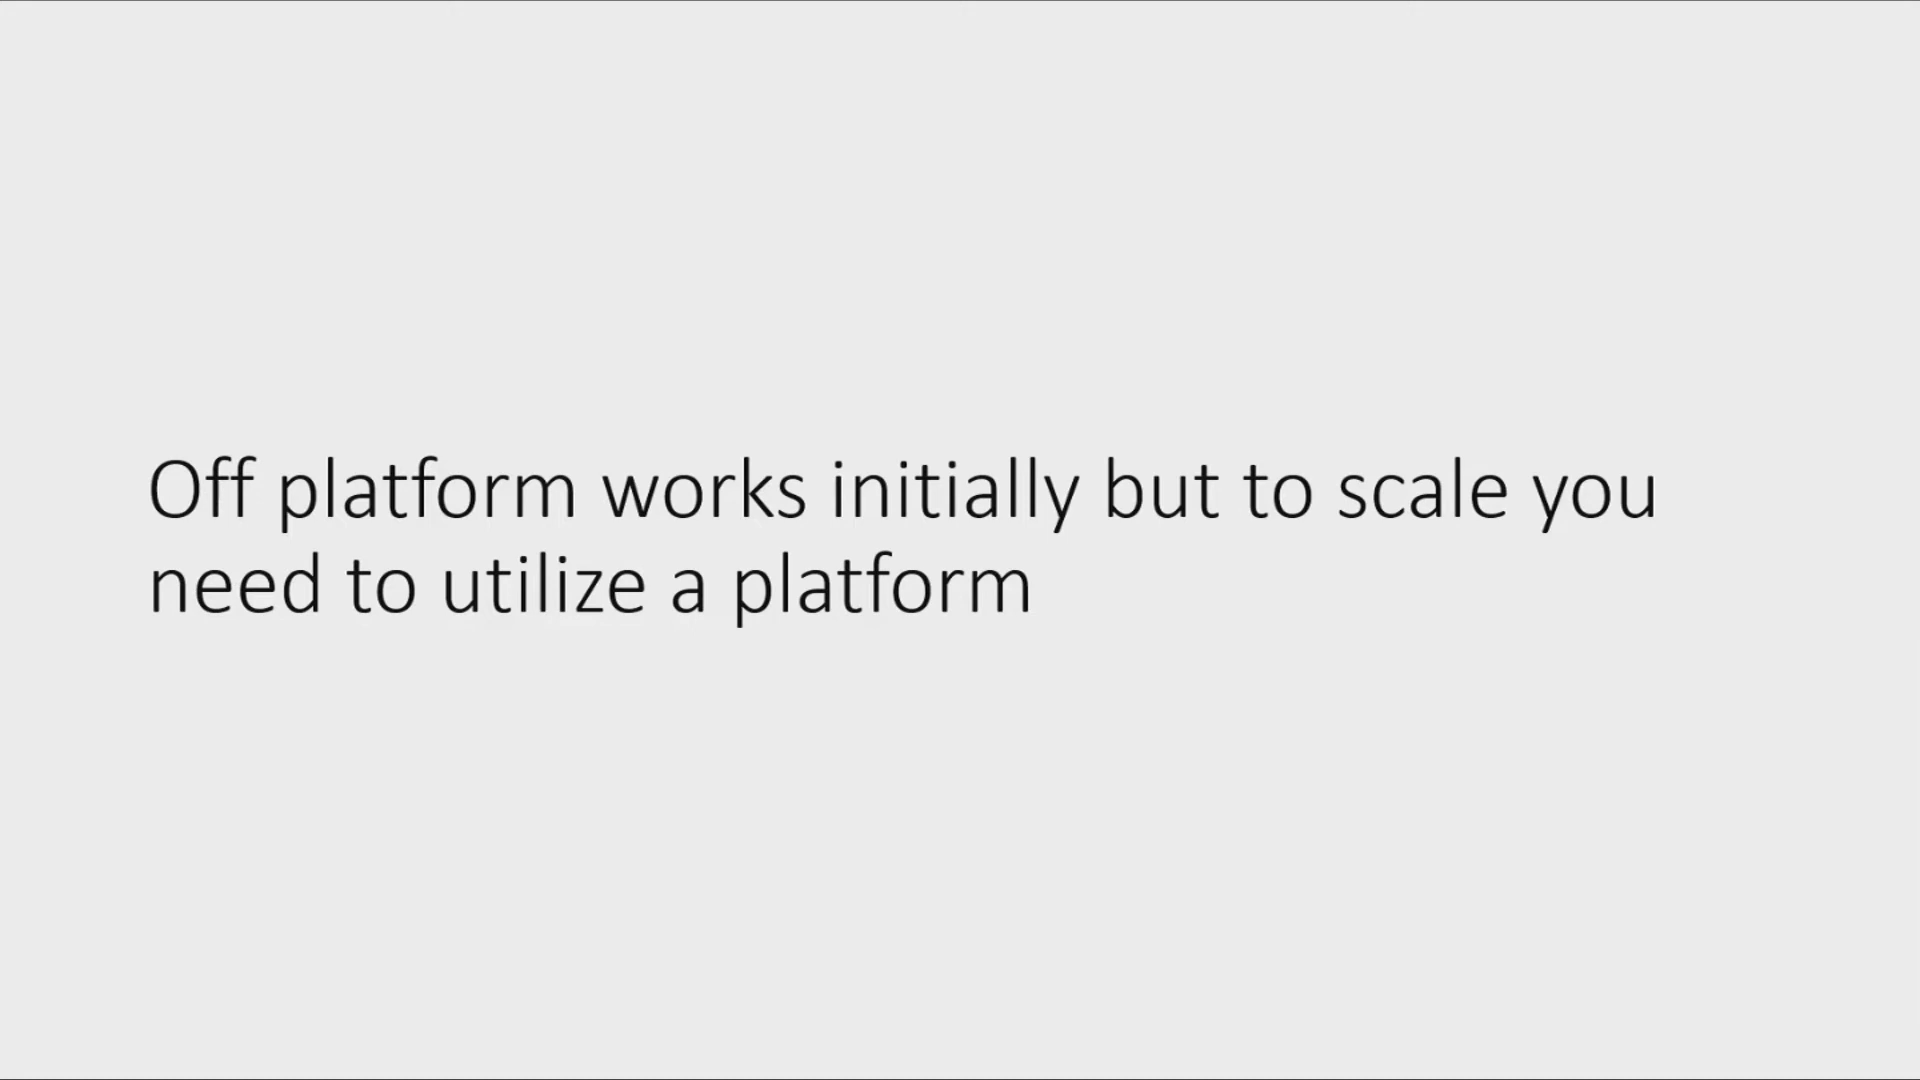 Off platform works initially but to scale you
need to utilize a platform